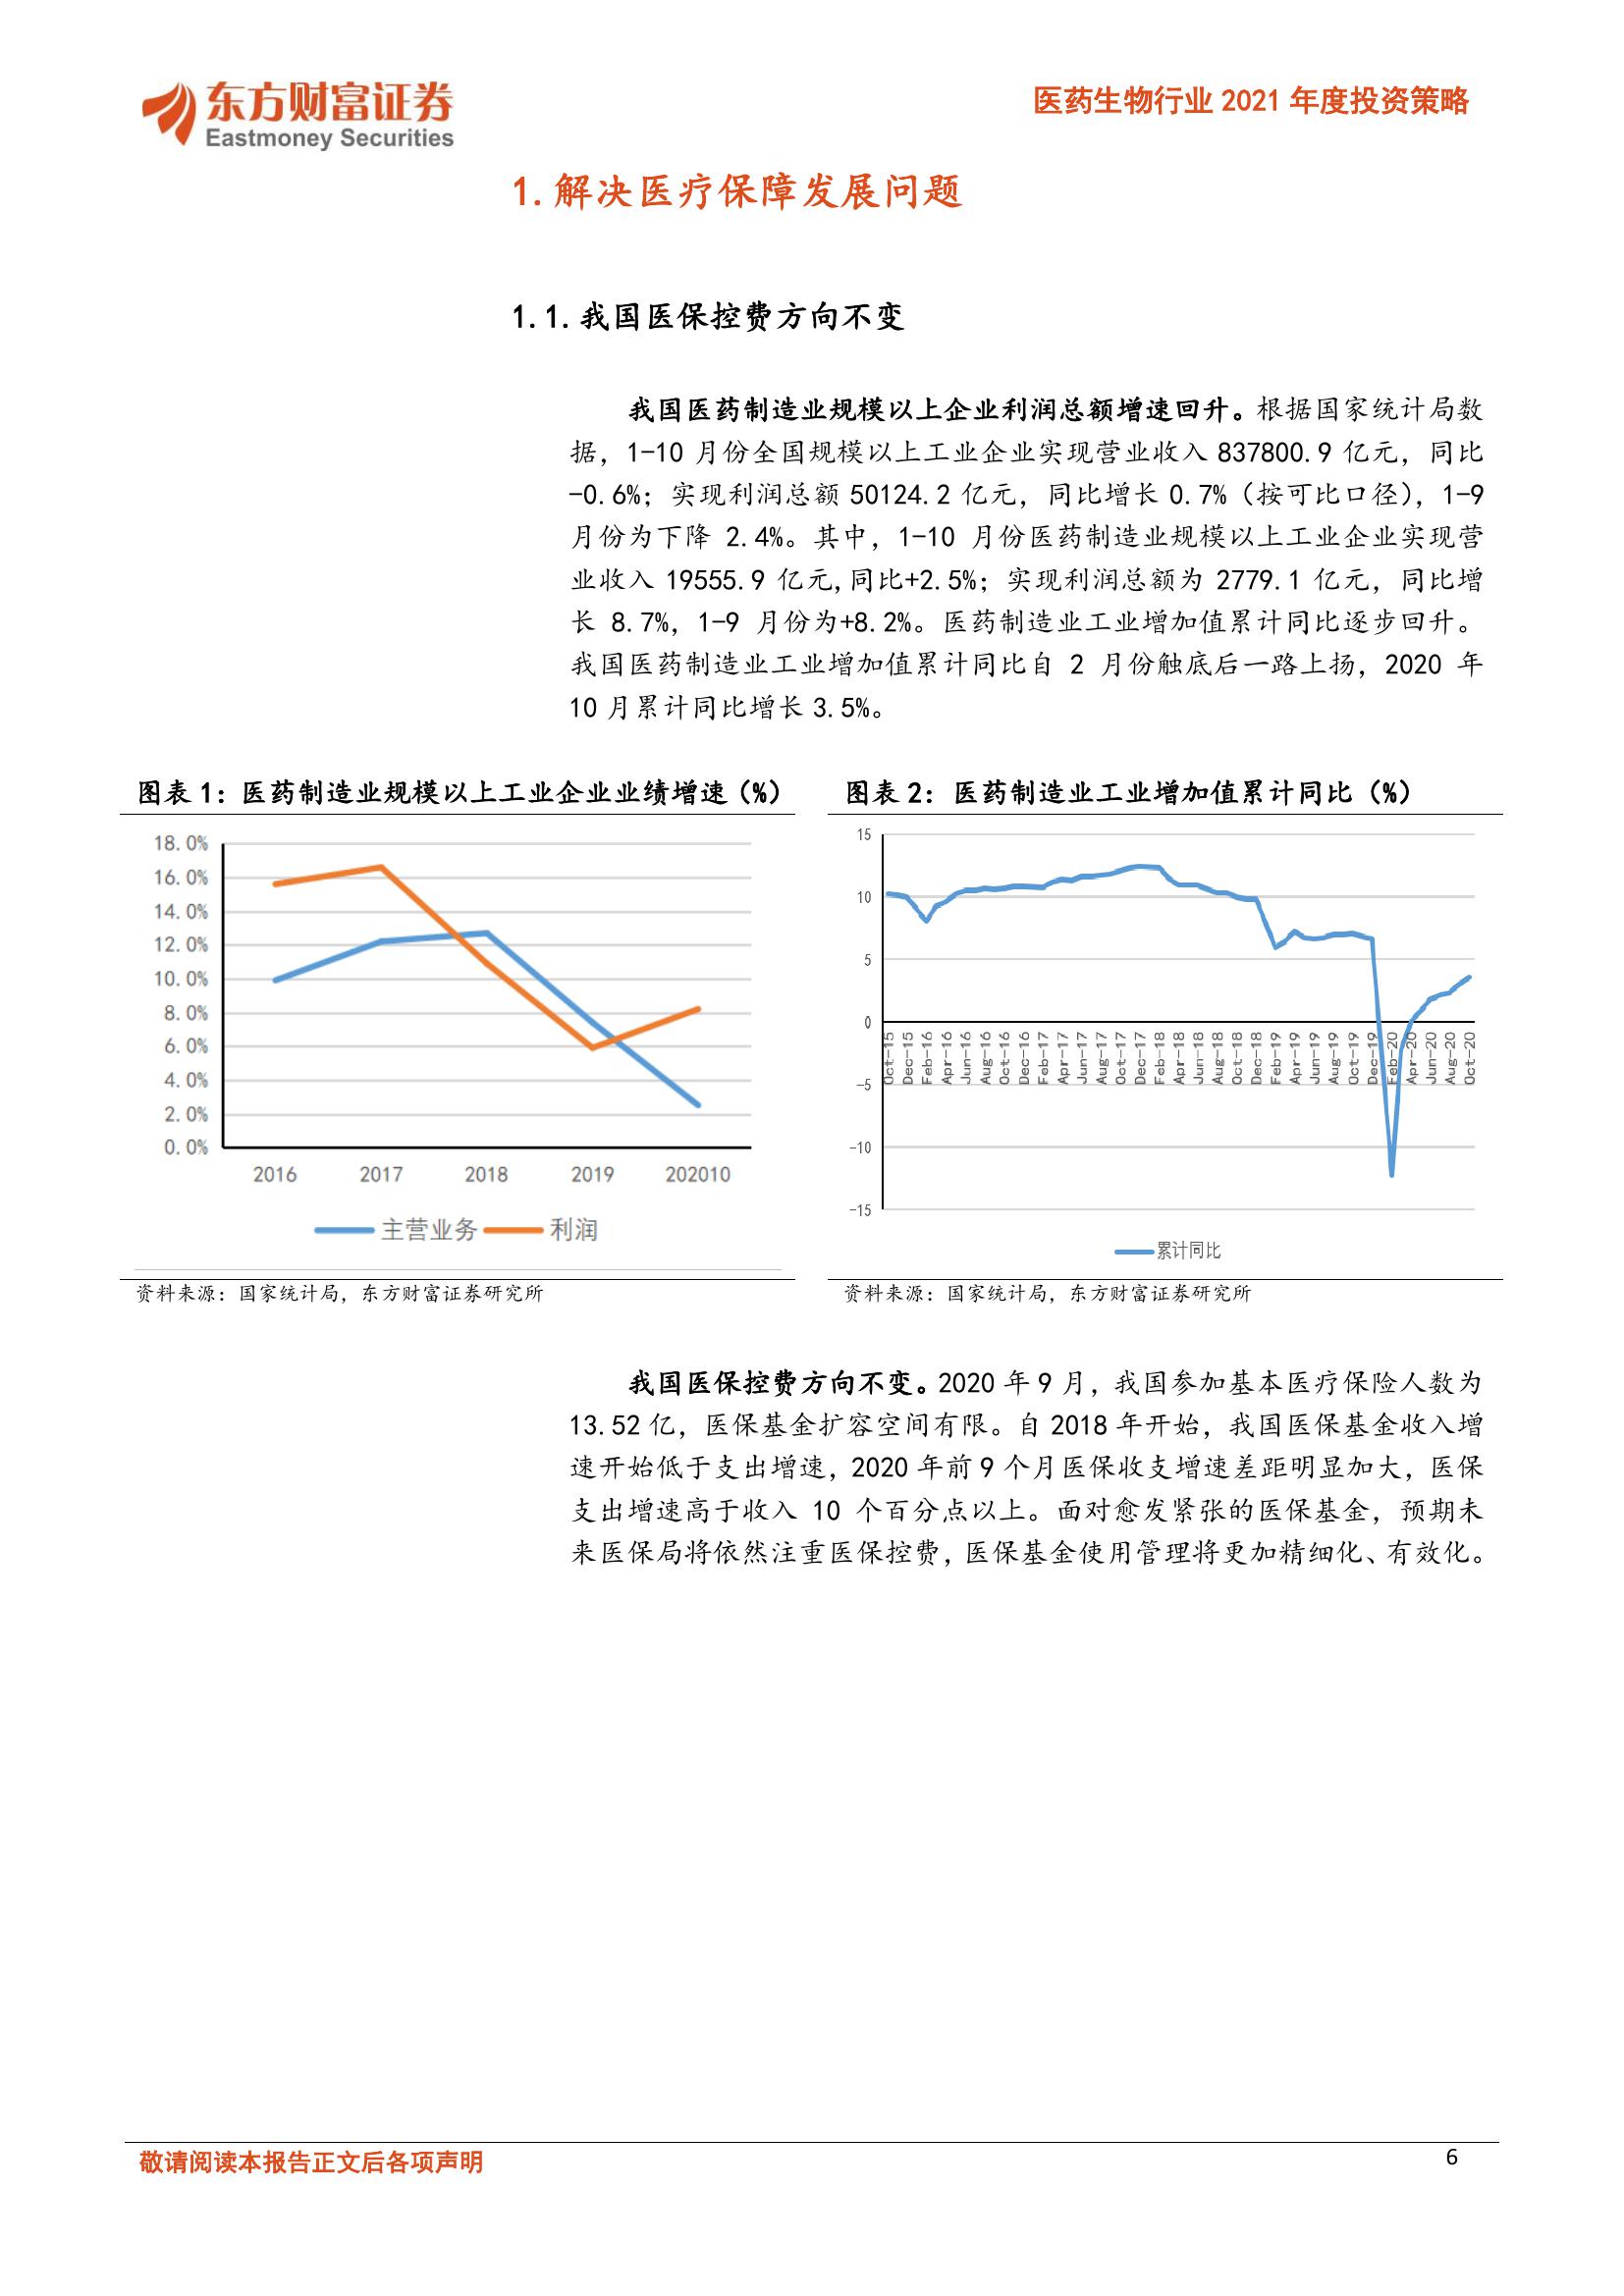 东方财富证券
Eastmoney Securities
医药生物行业 2021 年度投资策略
1.解决医疗保障发展问题
1.1.我国医保控费方向不变
我国医药制造业规模以上企业利润总额增速回升。根据国家统计局数
据，1-10 月份全国规模以上工业企业实现营业收入 837800.9 亿元，同比
-0.6%；实现利润总额 50124.2 亿元，同比增长 0.7%（按可比口径），1-9
月份为下降 2.4%。其中，1-10 月份医药制造业规模以上工业企业实现营
业收入 19555.9 亿元,同比+2.5%；实现利润总额为 2779.1 亿元，同比增
长 8.7%，1-9 月份为+8.2%。医药制造业工业增加值累计同比逐步回升。
我国医药制造业工业增加值累计同比自 2 月份触底后一路上扬，2020 年
10 月累计同比增长 3.5%。
图表 1：医药制造业规模以上工业企业业绩增速（%）
18.0%
16.0%
14.0%
12.0%
10.0%
8.0%
6.0%
4.0%
2.0%
0.0%
2016 2017 2018 2019 202010
主营业务 利润
资料来源：国家统计局，东方财富证券研究所
图表 2：医药制造业工业增加值累计同比（%）
15
10
5
0
-5
-10
-15
Oct-15 Dec-15 Feb-16 Apr-16 Jun-16 Aug-16 Oct-16 Dec-16 Feb-17 Apr-17 Jun-17 Aug-17 Oct-17 Dec-17 Feb-18 Apr-18 Jun-18 Aug-18 Oct-18 Dec-18 Feb-19 Apr-19 Jun-19 Aug-19 Oct-19 Dec-19 Feb-20 Apr-20 Jun-20 Aug-20 Oct-20
累计同比
资料来源：国家统计局，东方财富证券研究所
我国医保控费方向不变。2020 年 9 月，我国参加基本医疗保险人数为
13.52 亿，医保基金扩容空间有限。自 2018 年开始，我国医保基金收入增
速开始低于支出增速，2020 年前 9 个月医保收支增速差距明显加大，医保
支出增速高于收入 10 个百分点以上。面对愈发紧张的医保基金，预期未
来医保局将依然注重医保控费，医保基金使用管理将更加精细化、有效化。
敬请阅读本报告正文后各项声明
6